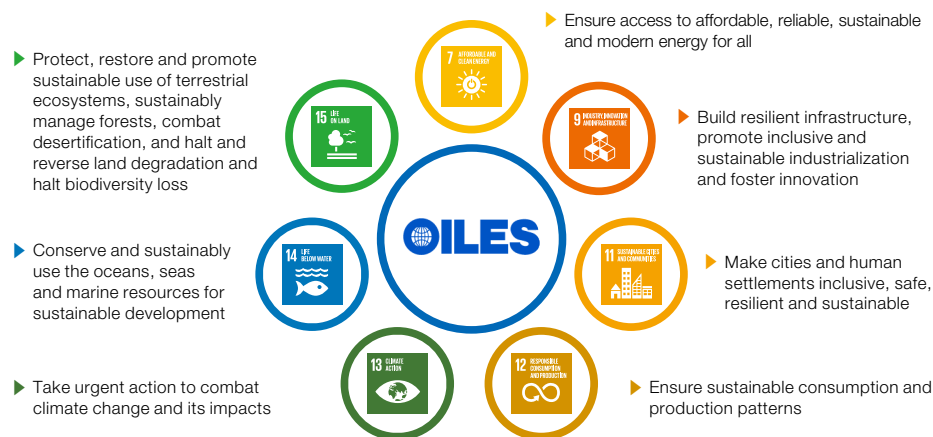 Ensure access to affordable, reliable, sustainable
and modern energy for all
7 AFFORDABLE AND
CLEAN ENERGY
Protect, restore and promote
sustainable use of terrestrial
ecosystems, sustainably
manage forests, combat
desertification, and halt and
reverse land degradation and
halt biodiversity loss
15 LIFE
ON LAND
9 INDUSTRY, INNOVATION
AND INFRASTRUCTURE
Build resilient infrastructure,
promote inclusive and
sustainable industrialization
and foster innovation
OILES
Conserve and sustainably
use the oceans, seas
and marine resources for
sustainable development
14 LIFE
BELOW WATER
11 SUSTAINABLE CITIES
AND COMMUNITIES
Make cities and human
settlements inclusive, safe,
resilient and sustainable
Take urgent action to combat
climate change and its impacts
13 CLIMATE
ACTION
12 RESPONSIBLE
CONSUMPTION
AND PRODUCTION
Ensure sustainable consumption and
production patterns